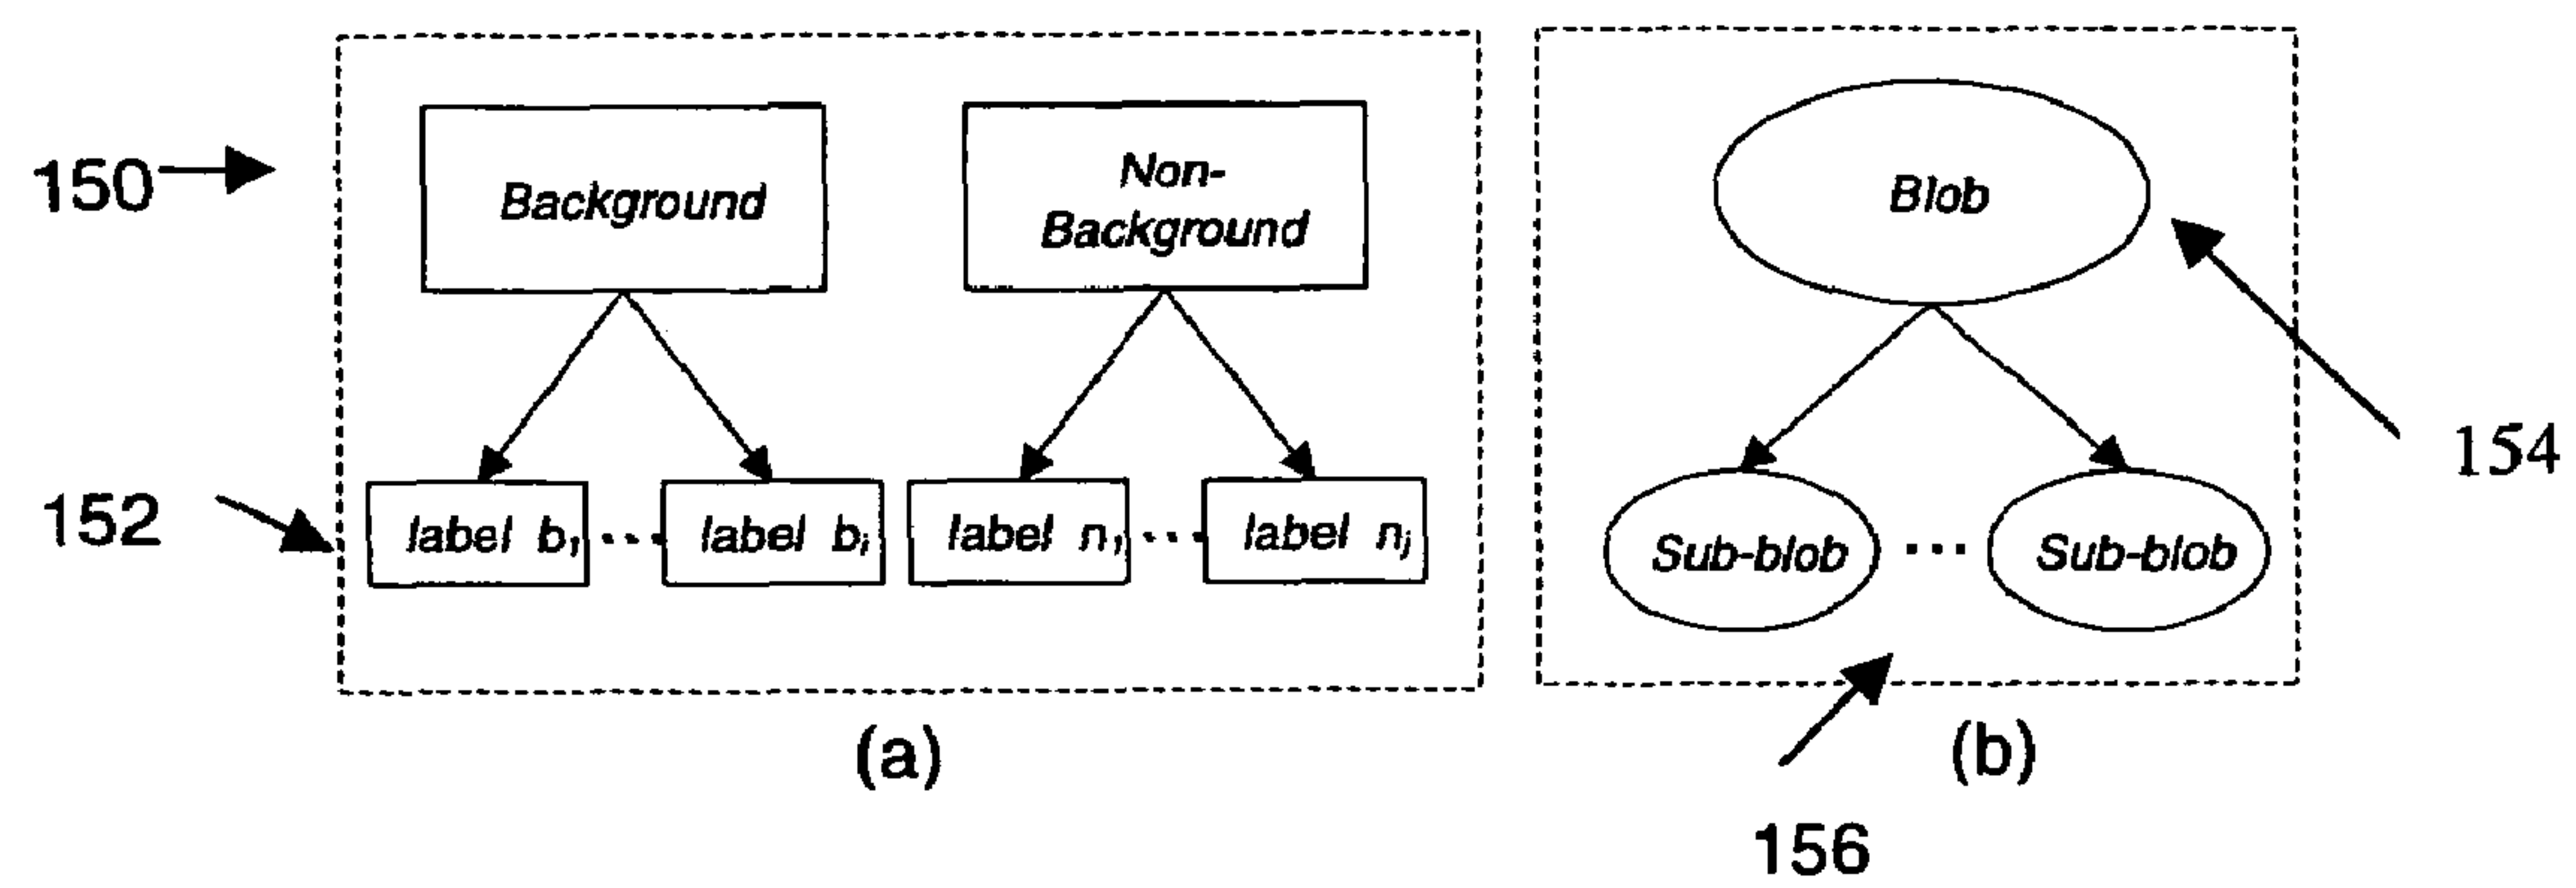 150
Background
Non-
Background
Blob
154
152
label b₁ ... label bᵢ
label n₁ ... label nⱼ
Sub-blob ... Sub-blob
(a)
(b)
156